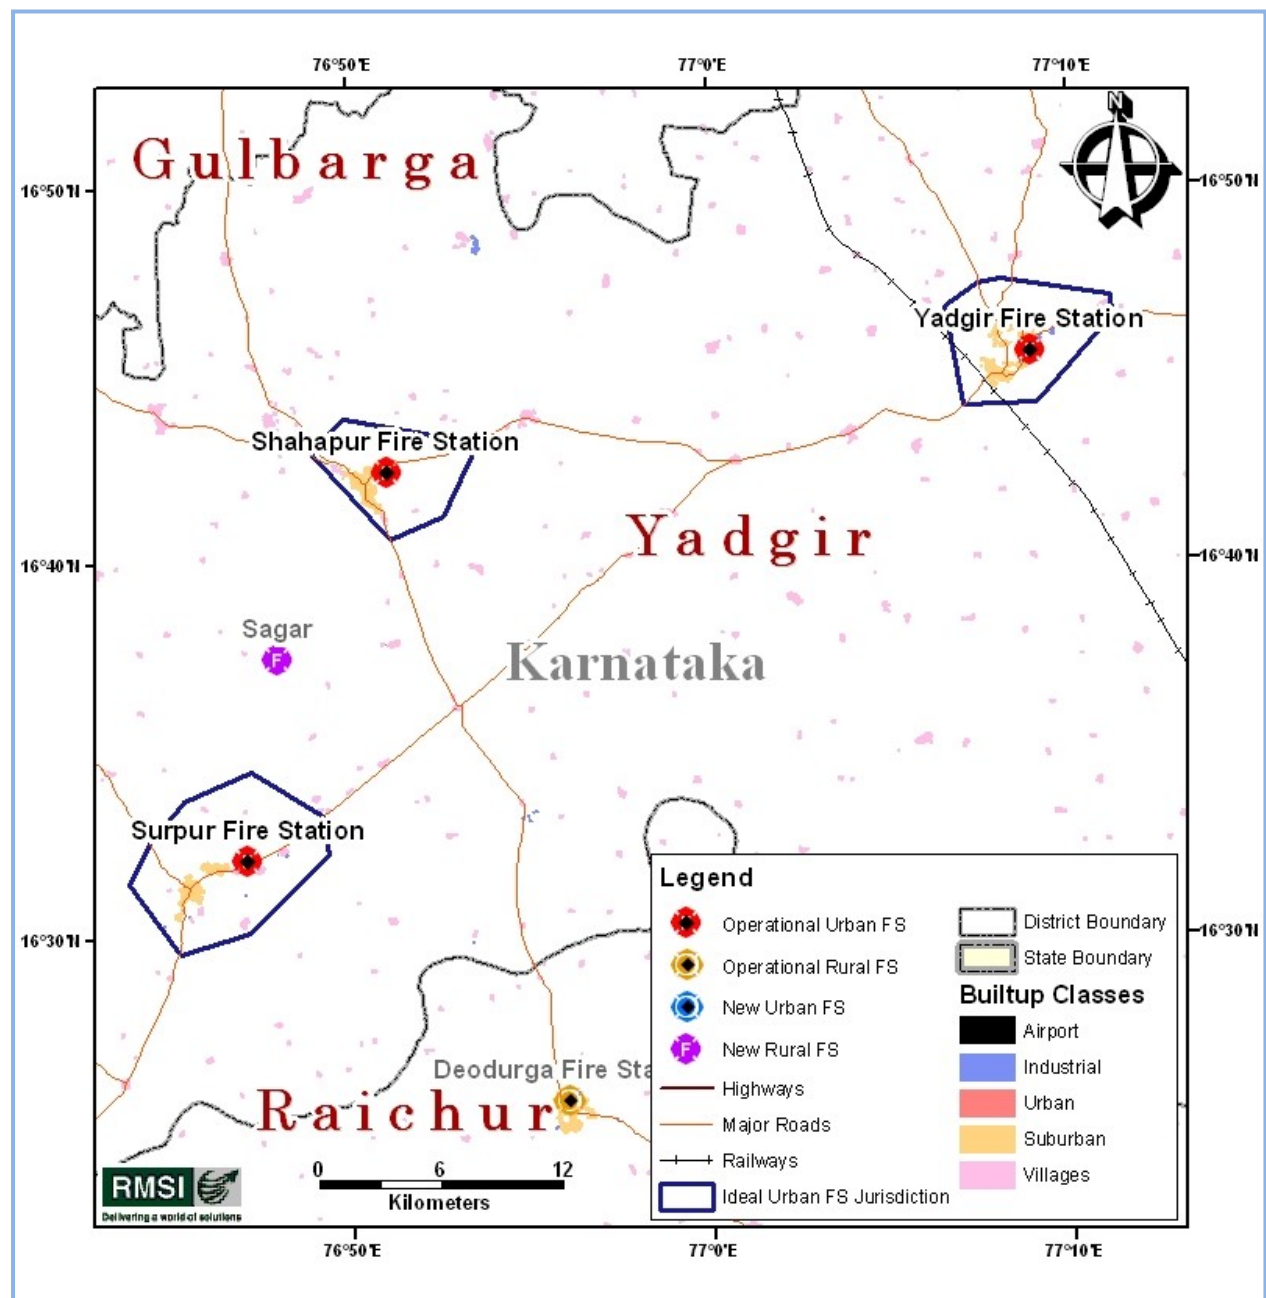 76°50'E 77°0'E 77°10'E
N
Gulbarga
16°50'N 16°50'N
Yadgir Fire Station
Shahapur Fire Station
Yadgir
16°40'N 16°40'N
Sagar
F
Karnataka
Surpur Fire Station
16°30'N 16°30'N
Deodurga Fire Sta
Raichur
Legend
Operational Urban FS
Operational Rural FS
New Urban FS
F New Rural FS
Highways
Major Roads
Railways
Ideal Urban FS Jurisdiction
District Boundary
State Boundary
Builtup Classes
Airport
Industrial
Urban
Suburban
Villages
RMSI
Delivering a world of solutions
0 6 12
Kilometers
76°50'E 77°0'E 77°10'E